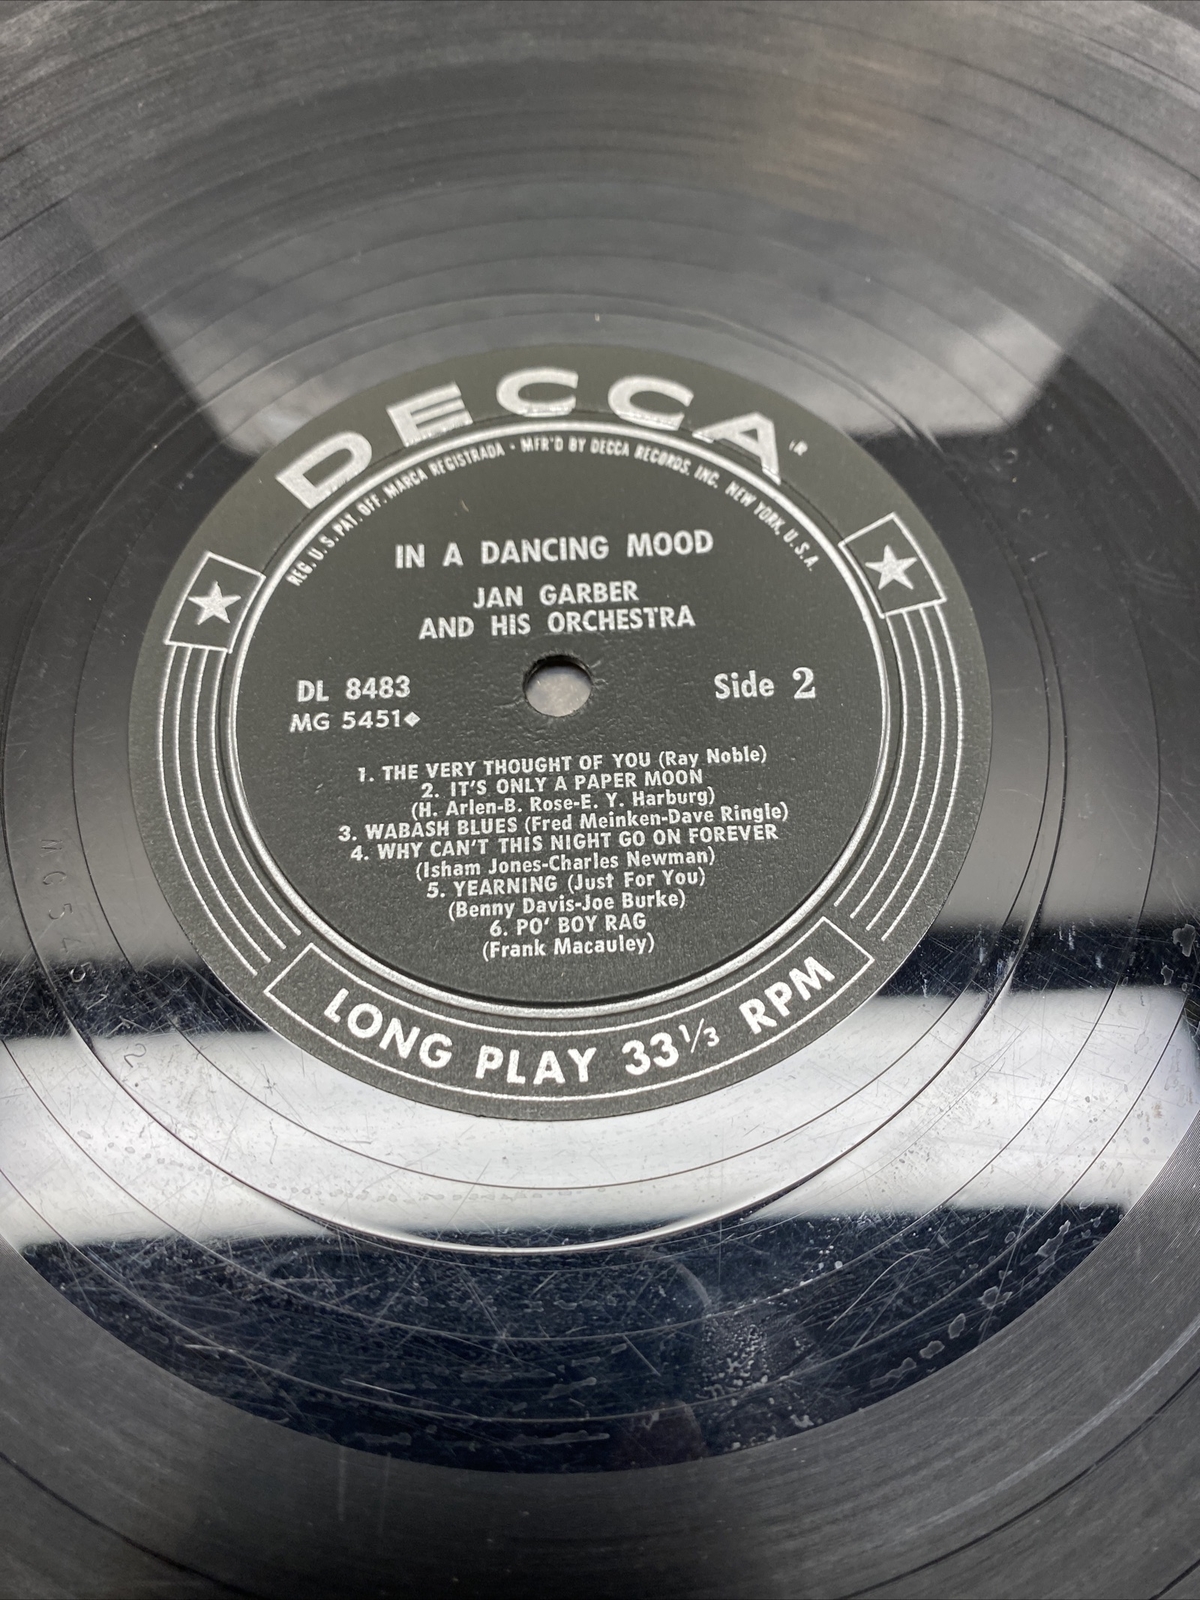 DECCA ®
REG. U.S. PAT. OFF. MARCA REGISTRADA • MFR'D BY DECCA RECORDS, INC. NEW YORK, U.S.A.
IN A DANCING MOOD
JAN GARBER
AND HIS ORCHESTRA
DL 8483
Side 2
MG 5451◆
1. THE VERY THOUGHT OF YOU (Ray Noble)
2. IT'S ONLY A PAPER MOON
(H. Arlen-B. Rose-E. Y. Harburg)
3. WABASH BLUES (Fred Meinken-Dave Ringle)
4. WHY CAN'T THIS NIGHT GO ON FOREVER
(Isham Jones-Charles Newman)
5. YEARNING (Just For You)
(Benny Davis-Joe Burke)
6. PO' BOY RAG
(Frank Macauley)
LONG PLAY 33⅓ RPM